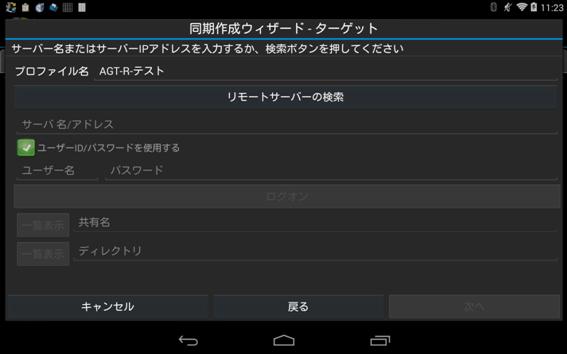 11:23
同期作成ウィザード - ターゲット
サーバー名またはサーバーIPアドレスを入力するか、検索ボタンを押してください
プロファイル名 AGT-R-テスト
リモートサーバーの検索
サーバ 名/アドレス
ユーザーID/パスワードを使用する
ユーザー名 パスワード
ログオン
一覧表示 共有名
一覧表示 ディレクトリ
キャンセル 戻る 次へ